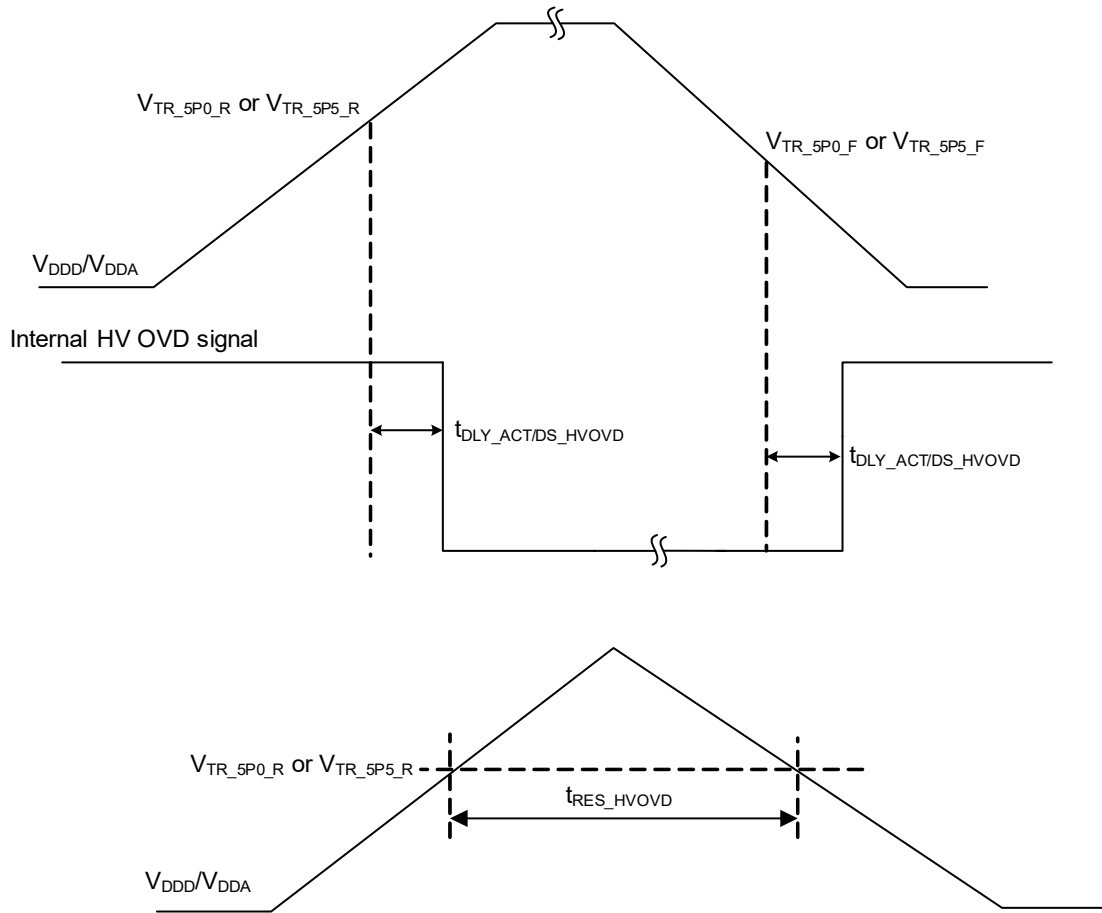 VTR_5P0_R or VTR_5P5_R
VTR_5P0_F or VTR_5P5_F
VDDD/VDDA
Internal HV OVD signal
tDLY_ACT/DS_HVOVD
tDLY_ACT/DS_HVOVD
VTR_5P0_R or VTR_5P5_R
tRES_HVOVD
VDDD/VDDA